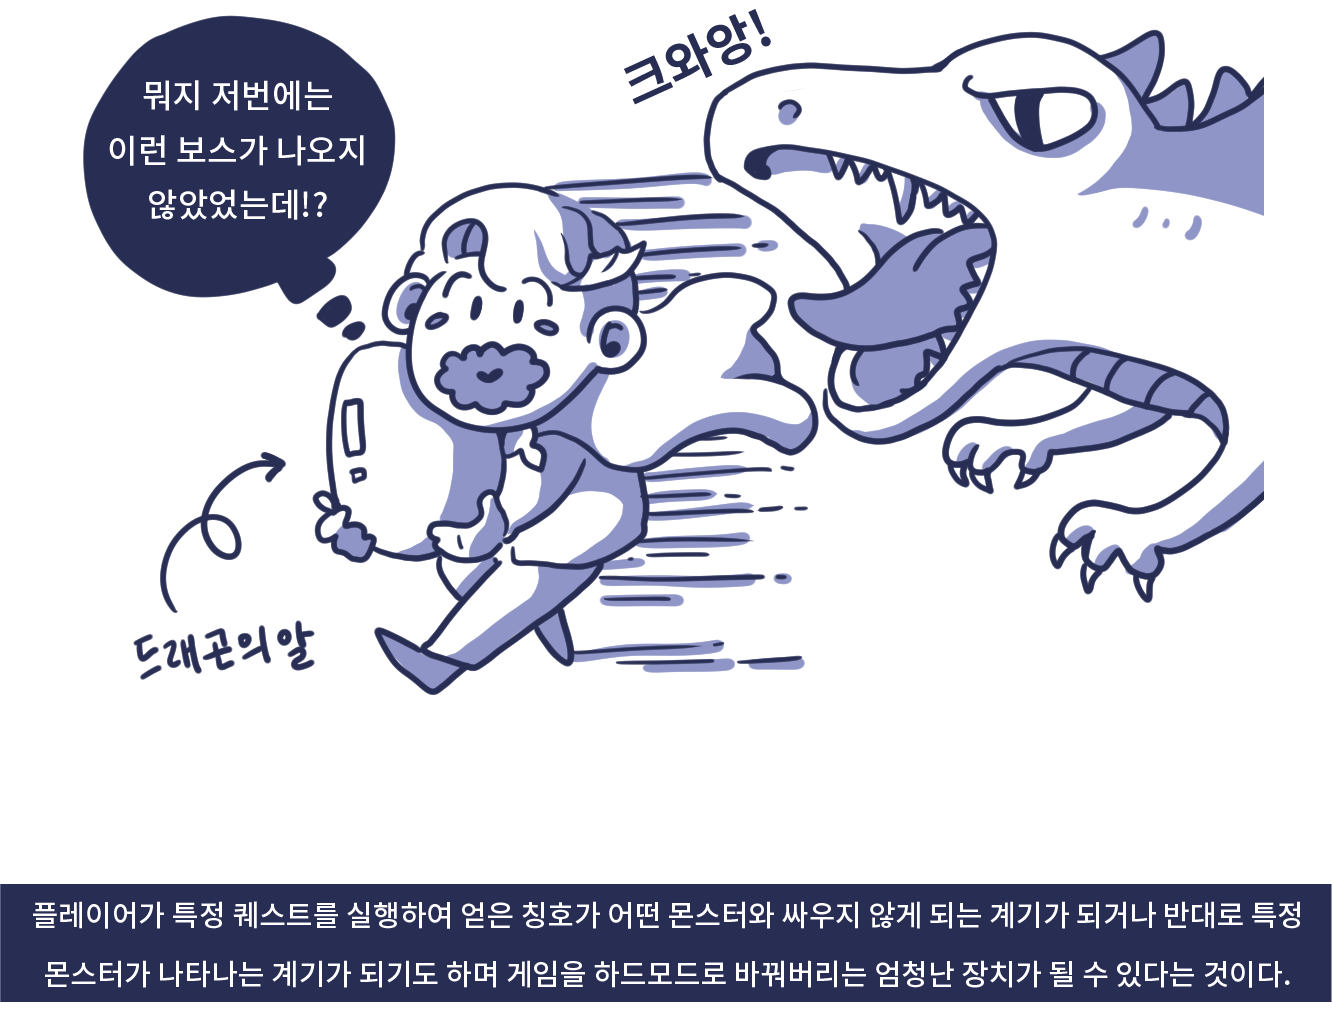 크와앙!
뭐지 저번에는
이런 보스가 나오지
않았었는데!?
드래곤의 알
플레이어가 특정 퀘스트를 실행하여 얻은 칭호가 어떤 몬스터와 싸우지 않게 되는 계기가 되거나 반대로 특정
몬스터가 나타나는 계기가 되기도 하며 게임을 하드모드로 바꿔버리는 엄청난 장치가 될 수 있다는 것이다.